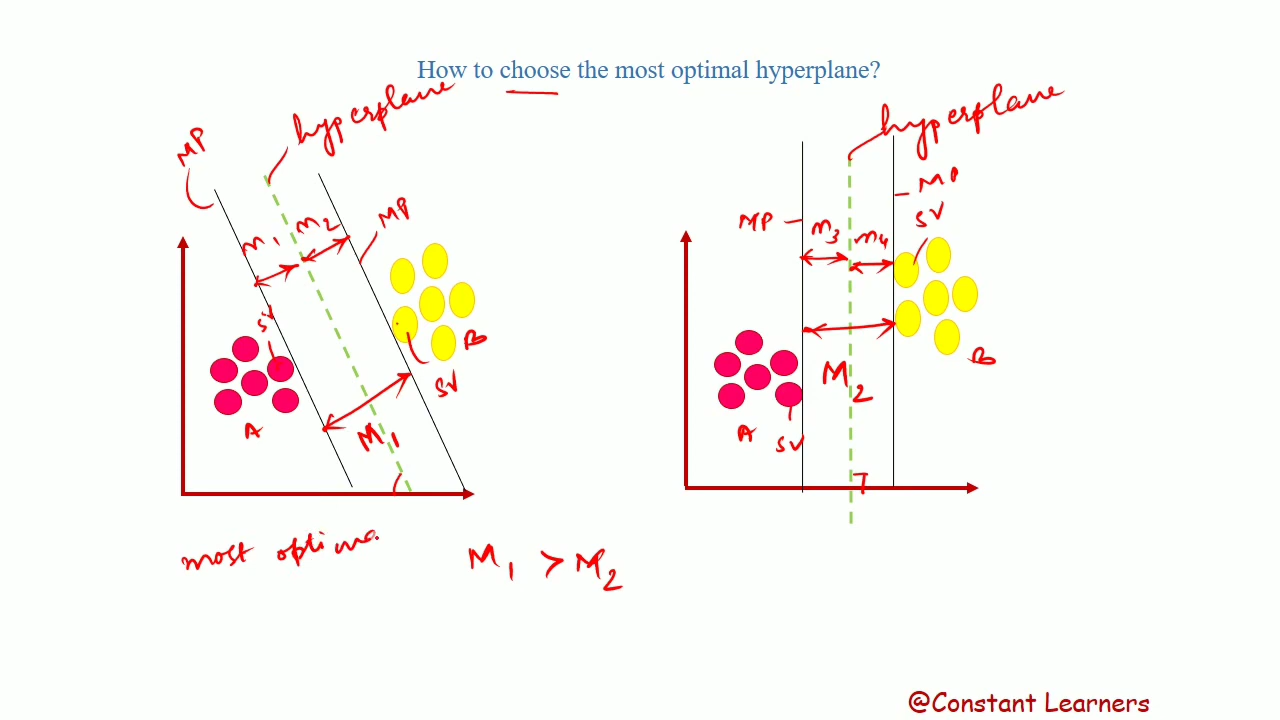 How to choose the most optimal hyperplane?
MP
hyperplane
m1
m2
MP
SV
SV
A
B
M1
hyperplane
MP
MP
SV
m3
m4
M2
A
SV
B
most optima
M1 > M2
@Constant Learners